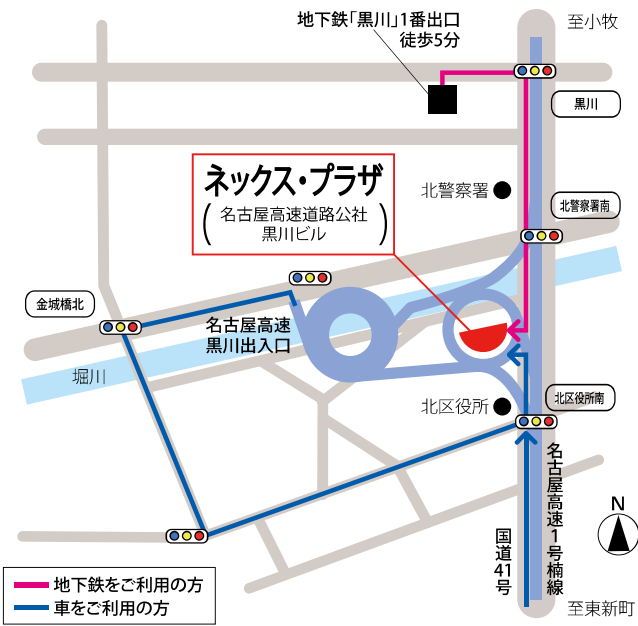 地下鉄「黒川」1番出口
徒歩5分
至小牧
黒川
ネックス・プラザ
(名古屋高速道路公社
黒川ビル)
北警察署
北警察署南
金城橋北
名古屋高速
黒川出入口
堀川
北区役所
北区役所南
名古屋高速1号楠線
国道41号
N
地下鉄をご利用の方
車をご利用の方
至東新町